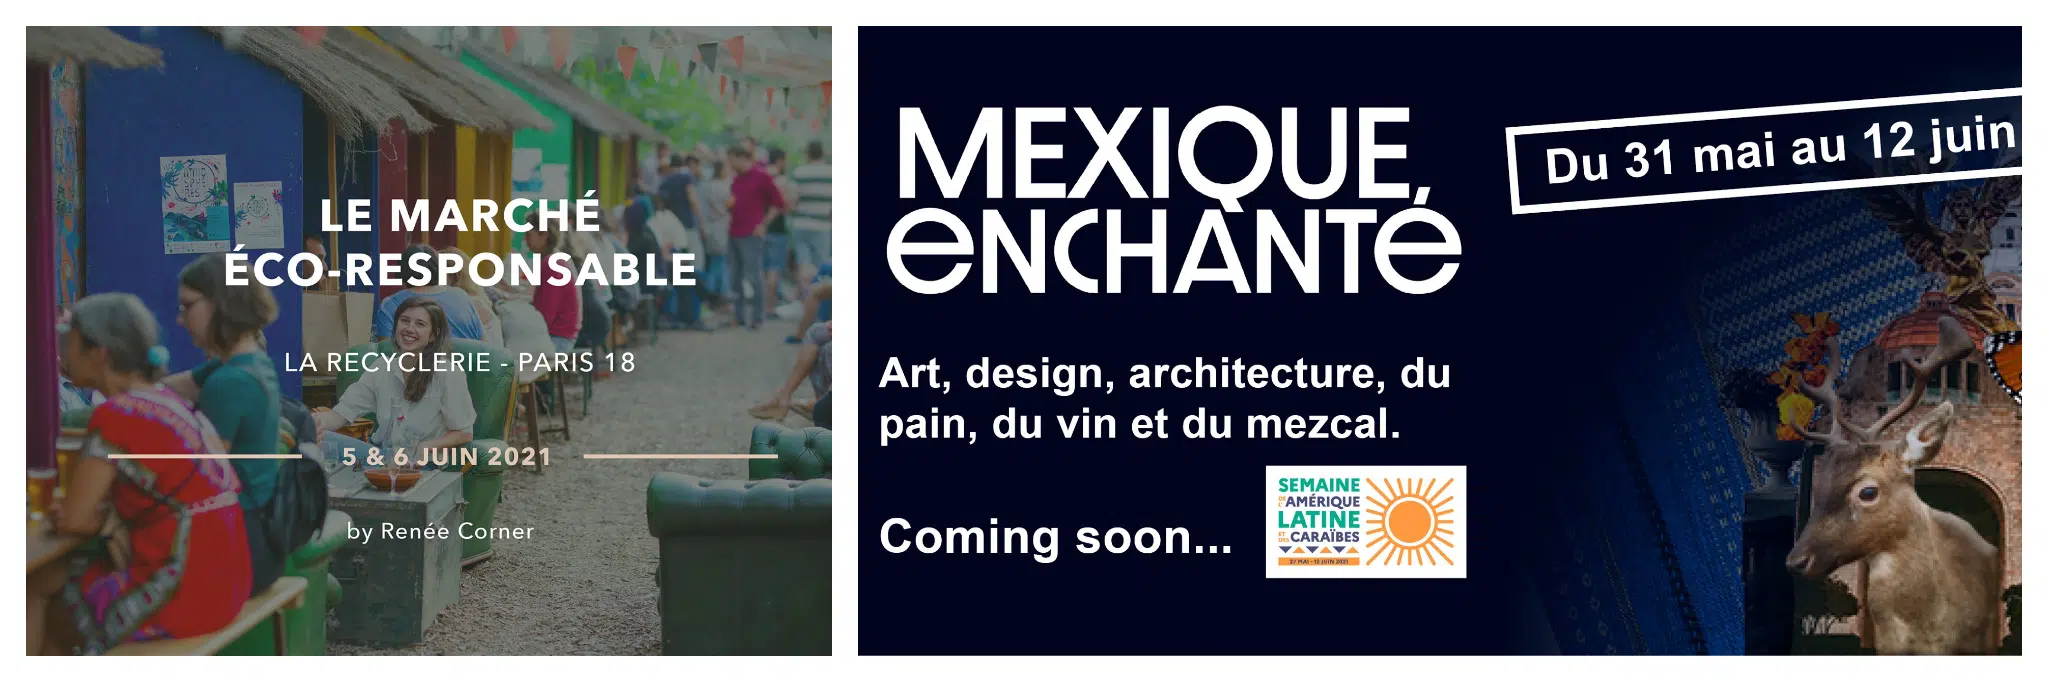 LE MARCHÉ
ÉCO-RESPONSABLE
LA RECYCLERIE - PARIS 18
5 & 6 JUIN 2021
by Renée Corner
MEXIQUE,
ENCHANTÉ
Du 31 mai au 12 juin
Art, design, architecture, du
pain, du vin et du mezcal.
Coming soon...
SEMAINE
DE L'AMÉRIQUE
LATINE
ET DES CARAÏBES
27 MAI - 12 JUIN 2021